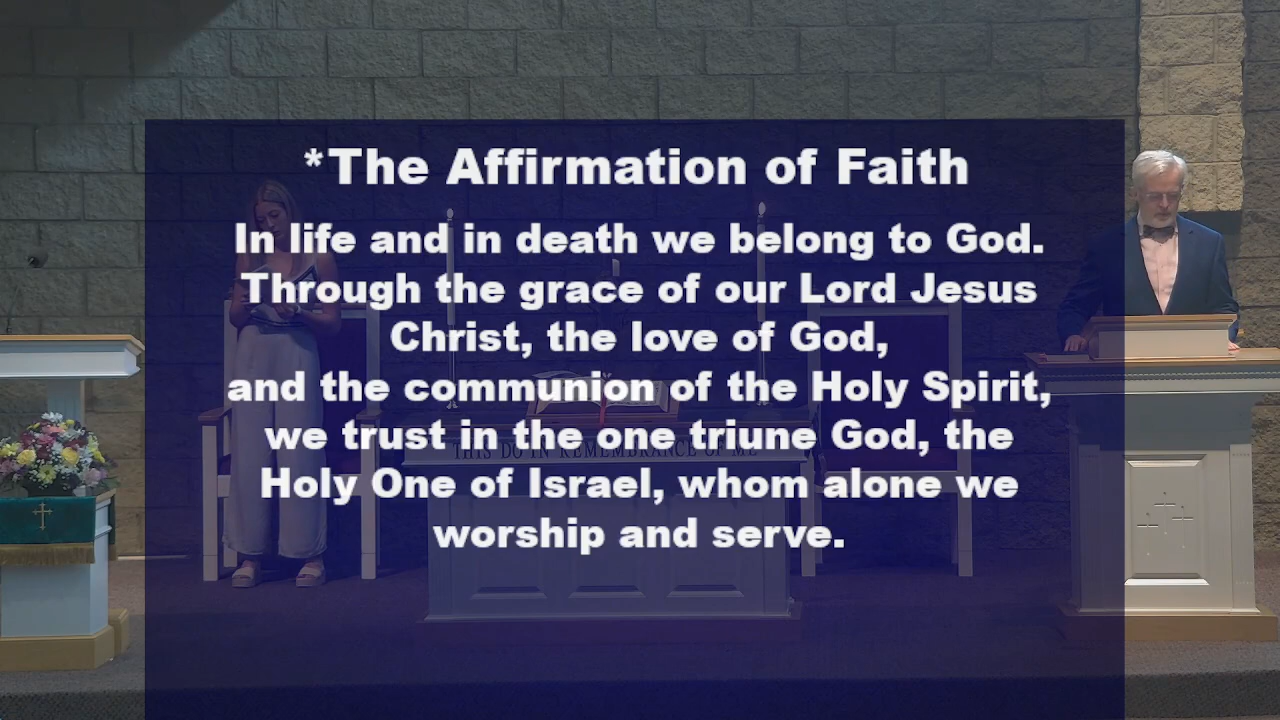 *The Affirmation of Faith
In life and in death we belong to God.
Through the grace of our Lord Jesus
Christ, the love of God,
and the communion of the Holy Spirit,
we trust in the one triune God, the
Holy One of Israel, whom alone we
worship and serve.
THIS DO IN REMEMBRANCE OF ME